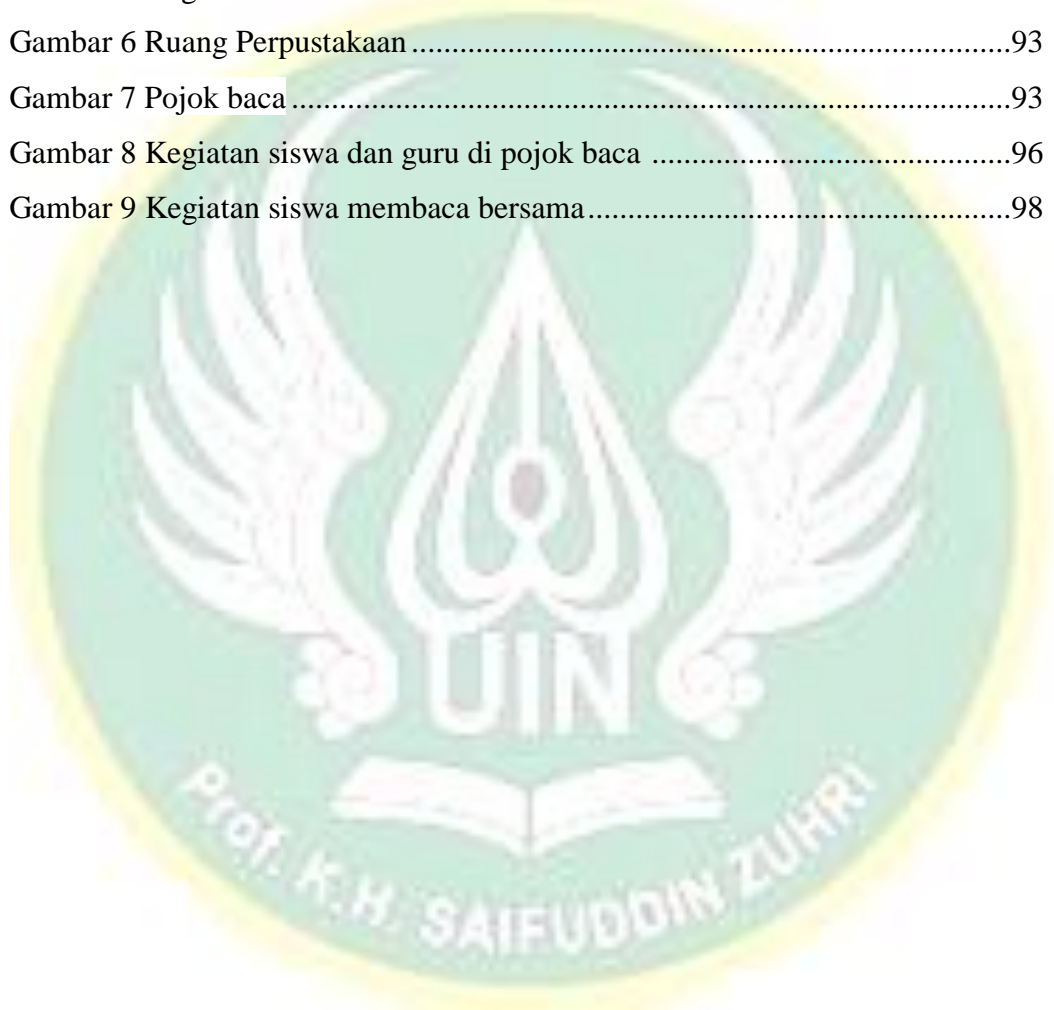 Gambar 6 Ruang Perpustakaan ..........................................................................93
Gambar 7 Pojok baca .........................................................................................93
Gambar 8 Kegiatan siswa dan guru di pojok baca ............................................96
Gambar 9 Kegiatan siswa membaca bersama ....................................................98
UIN
Prof. K.H. SAIFUDDIN ZUHRI